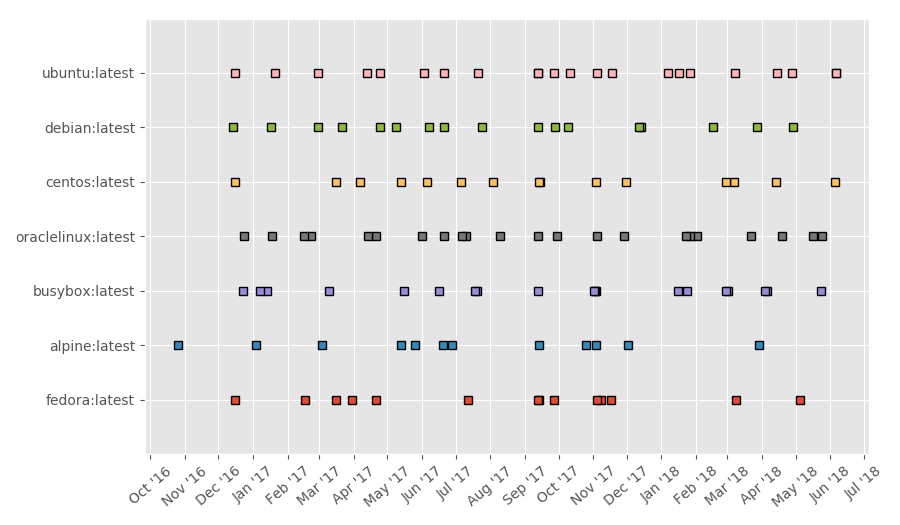 ubuntu:latest
debian:latest
centos:latest
oraclelinux:latest
busybox:latest
alpine:latest
fedora:latest
Oct '16 Nov '16 Dec '16 Jan '17 Feb '17 Mar '17 Apr '17 May '17 Jun '17 Jul '17 Aug '17 Sep '17 Oct '17 Nov '17 Dec '17 Jan '18 Feb '18 Mar '18 Apr '18 May '18 Jun '18 Jul '18